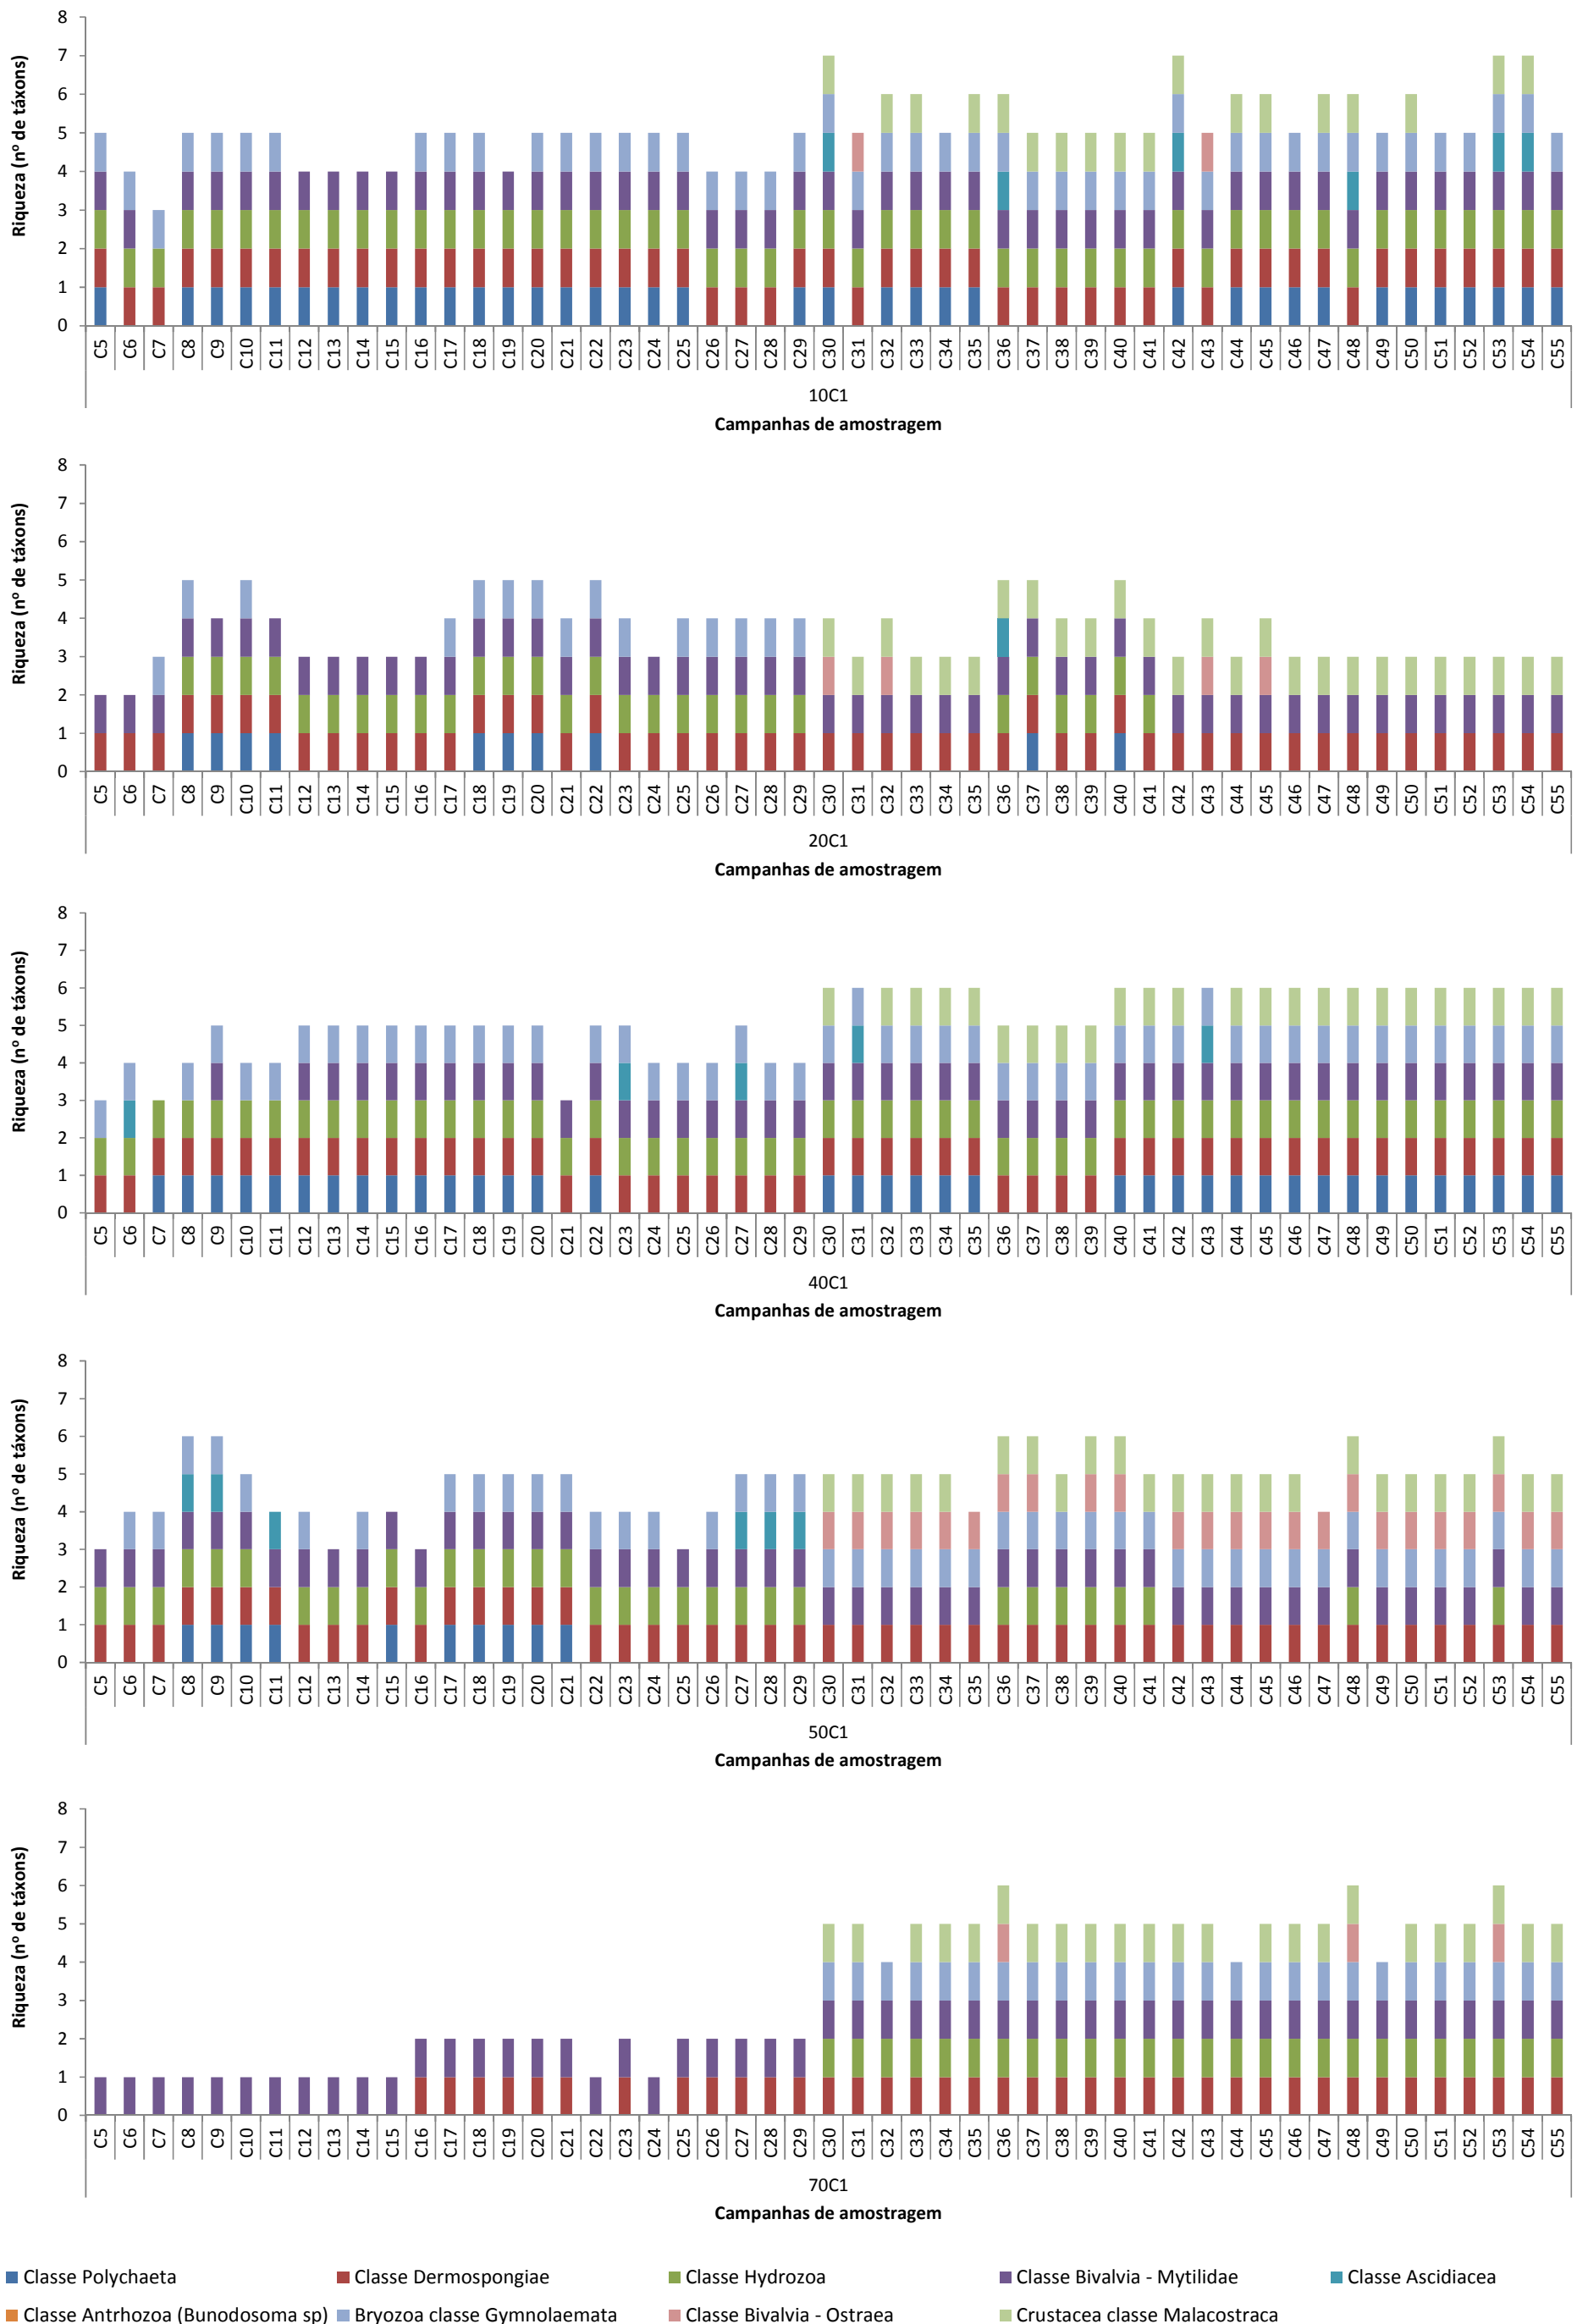 8
7
6
5
4
3
2
1
0
Riqueza (nº de táxons)
C5 C6 C7 C8 C9 C10 C11 C12 C13 C14 C15 C16 C17 C18 C19 C20 C21 C22 C23 C24 C25 C26 C27 C28 C29 C30 C31 C32 C33 C34 C35 C36 C37 C38 C39 C40 C41 C42 C43 C44 C45 C46 C47 C48 C49 C50 C51 C52 C53 C54 C55
10C1
Campanhas de amostragem
8
7
6
5
4
3
2
1
0
Riqueza (nº de táxons)
C5 C6 C7 C8 C9 C10 C11 C12 C13 C14 C15 C16 C17 C18 C19 C20 C21 C22 C23 C24 C25 C26 C27 C28 C29 C30 C31 C32 C33 C34 C35 C36 C37 C38 C39 C40 C41 C42 C43 C44 C45 C46 C47 C48 C49 C50 C51 C52 C53 C54 C55
20C1
Campanhas de amostragem
8
7
6
5
4
3
2
1
0
Riqueza (nº de táxons)
C5 C6 C7 C8 C9 C10 C11 C12 C13 C14 C15 C16 C17 C18 C19 C20 C21 C22 C23 C24 C25 C26 C27 C28 C29 C30 C31 C32 C33 C34 C35 C36 C37 C38 C39 C40 C41 C42 C43 C44 C45 C46 C47 C48 C49 C50 C51 C52 C53 C54 C55
40C1
Campanhas de amostragem
8
7
6
5
4
3
2
1
0
Riqueza (nº de táxons)
C5 C6 C7 C8 C9 C10 C11 C12 C13 C14 C15 C16 C17 C18 C19 C20 C21 C22 C23 C24 C25 C26 C27 C28 C29 C30 C31 C32 C33 C34 C35 C36 C37 C38 C39 C40 C41 C42 C43 C44 C45 C46 C47 C48 C49 C50 C51 C52 C53 C54 C55
50C1
Campanhas de amostragem
8
7
6
5
4
3
2
1
0
Riqueza (nº de táxons)
C5 C6 C7 C8 C9 C10 C11 C12 C13 C14 C15 C16 C17 C18 C19 C20 C21 C22 C23 C24 C25 C26 C27 C28 C29 C30 C31 C32 C33 C34 C35 C36 C37 C38 C39 C40 C41 C42 C43 C44 C45 C46 C47 C48 C49 C50 C51 C52 C53 C54 C55
70C1
Campanhas de amostragem
Classe Polychaeta Classe Dermospongiae Classe Hydrozoa Classe Bivalvia - Mytilidae Classe Ascidiacea
Classe Antrhozoa (Bunodosoma sp) Bryozoa classe Gymnolaemata Classe Bivalvia - Ostraea Crustacea classe Malacostraca